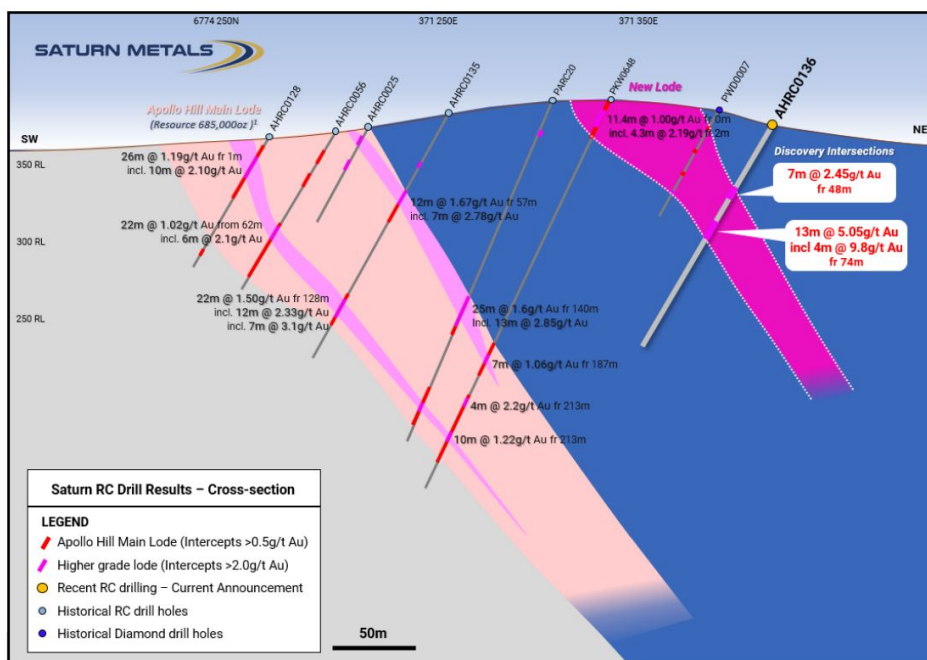 6774 250N
371 250E
371 350E
SATURN METALS
Apollo Hill Main Lode
(Resource 685,000oz )¹
AHRC0128
AHRC0056
AHRC0025
AHRC0135
PARC20
PKW0648
New Lode
PWD0007
AHRC0136
SW
NE
350 RL
300 RL
250 RL
26m @ 1.19g/t Au fr 1m
incl. 10m @ 2.10g/t Au
22m @ 1.02g/t Au from 62m
incl. 6m @ 2.1g/t Au
22m @ 1.50g/t Au fr 128m
incl. 12m @ 2.33g/t Au
incl. 7m @ 3.1g/t Au
12m @ 1.67g/t Au fr 57m
incl. 7m @ 2.78g/t Au
11.4m @ 1.00g/t Au fr 0m
incl. 4.3m @ 2.19g/t fr 2m
Discovery Intersections
7m @ 2.45g/t Au
fr 48m
13m @ 5.05g/t Au
incl 4m @ 9.8g/t Au
fr 74m
25m @ 1.6g/t Au fr 140m
Incl. 13m @ 2.85g/t Au
7m @ 1.06g/t Au fr 187m
4m @ 2.2g/t Au fr 213m
10m @ 1.22g/t Au fr 213m
Saturn RC Drill Results – Cross-section
LEGEND
Apollo Hill Main Lode (Intercepts >0.5g/t Au)
Higher grade lode (Intercepts >2.0g/t Au)
Recent RC drilling – Current Announcement
Historical RC drill holes
Historical Diamond drill holes
50m